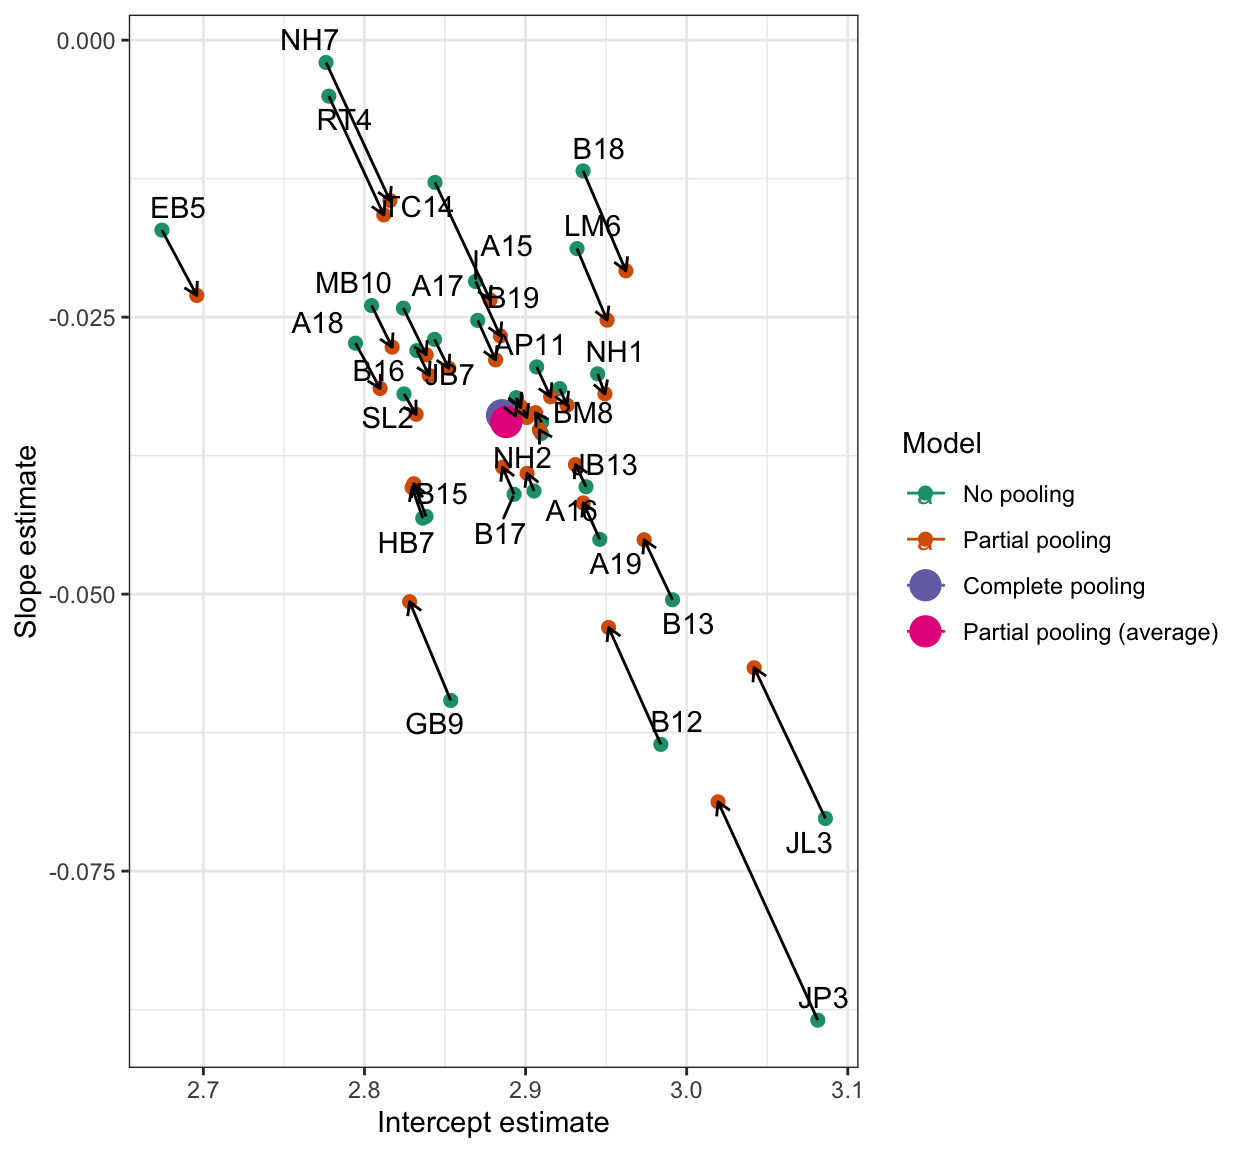 NH7
0.000
RT4
B18
TC14
EB5
LM6
A15
MB10
A17
B19
-0.025
A18
AP11
NH1
B16
JB7
BM8
SL2
NH2
JB13
B15
A16
B17
HB7
A19
Model
No pooling
Partial pooling
Complete pooling
Partial pooling (average)
-0.050
B13
GB9
B12
JL3
-0.075
JP3
Slope estimate
2.7
2.8
2.9
3.0
3.1
Intercept estimate